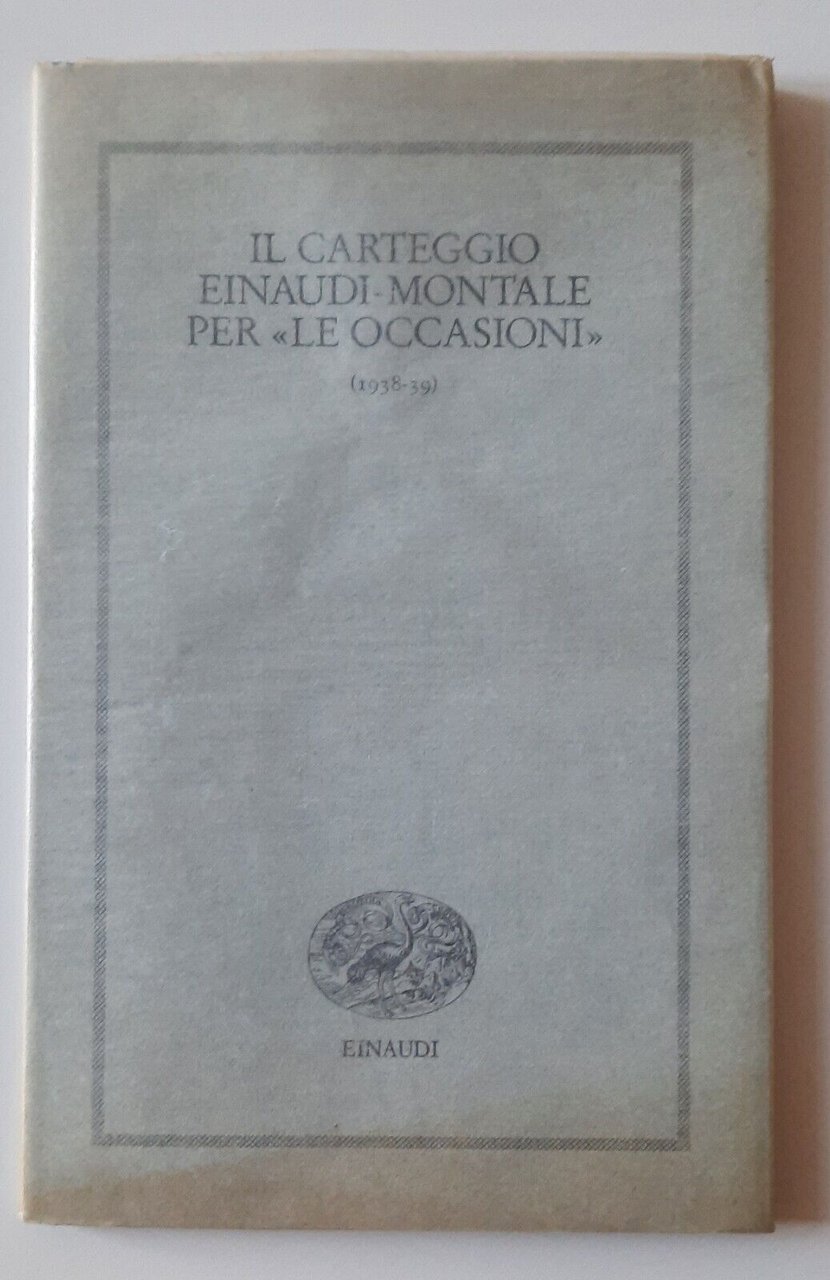 IL CARTEGGIO
EINAUDI-MONTALE
PER «LE OCCASIONI»
(1938-39)
EINAUDI